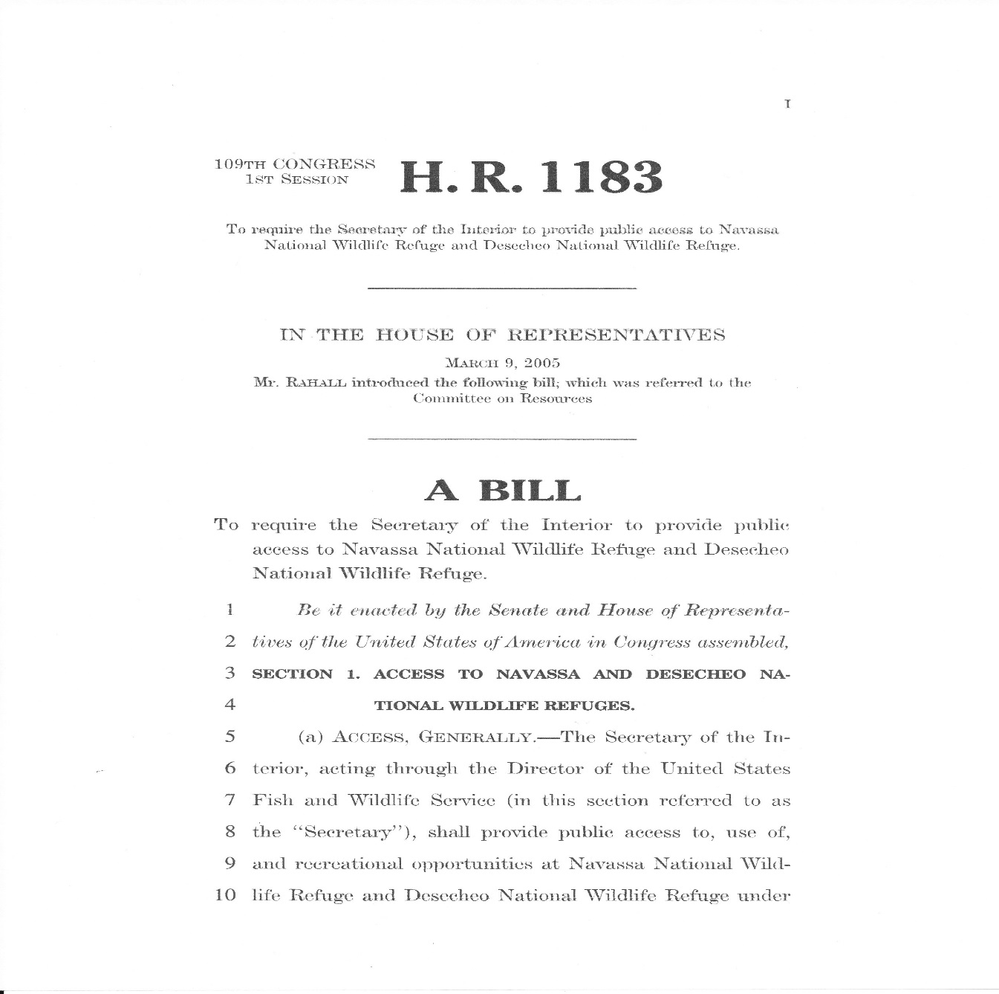 I
109TH CONGRESS
1ST SESSION
H. R. 1183
To require the Secretary of the Interior to provide public access to Navassa
National Wildlife Refuge and Desecheo National Wildlife Refuge.
IN THE HOUSE OF REPRESENTATIVES
MARCH 9, 2005
Mr. RAHALL introduced the following bill; which was referred to the
Committee on Resources
A BILL
To require the Secretary of the Interior to provide public
access to Navassa National Wildlife Refuge and Desecheo
National Wildlife Refuge.
1 Be it enacted by the Senate and House of Representa-
2 tives of the United States of America in Congress assembled,
3 SECTION 1. ACCESS TO NAVASSA AND DESECHEO NA-
4 TIONAL WILDLIFE REFUGES.
5 (a) ACCESS, GENERALLY.—The Secretary of the In-
6 terior, acting through the Director of the United States
7 Fish and Wildlife Service (in this section referred to as
8 the ‘‘Secretary’’), shall provide public access to, use of,
9 and recreational opportunities at Navassa National Wild-
10 life Refuge and Desecheo National Wildlife Refuge under